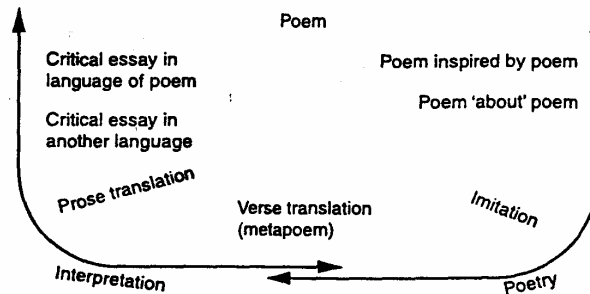 Poem
Critical essay in
language of poem
Poem inspired by poem
Critical essay in
another language
Poem 'about' poem
Prose translation
Verse translation
(metapoem)
Imitation
Interpretation
Poetry